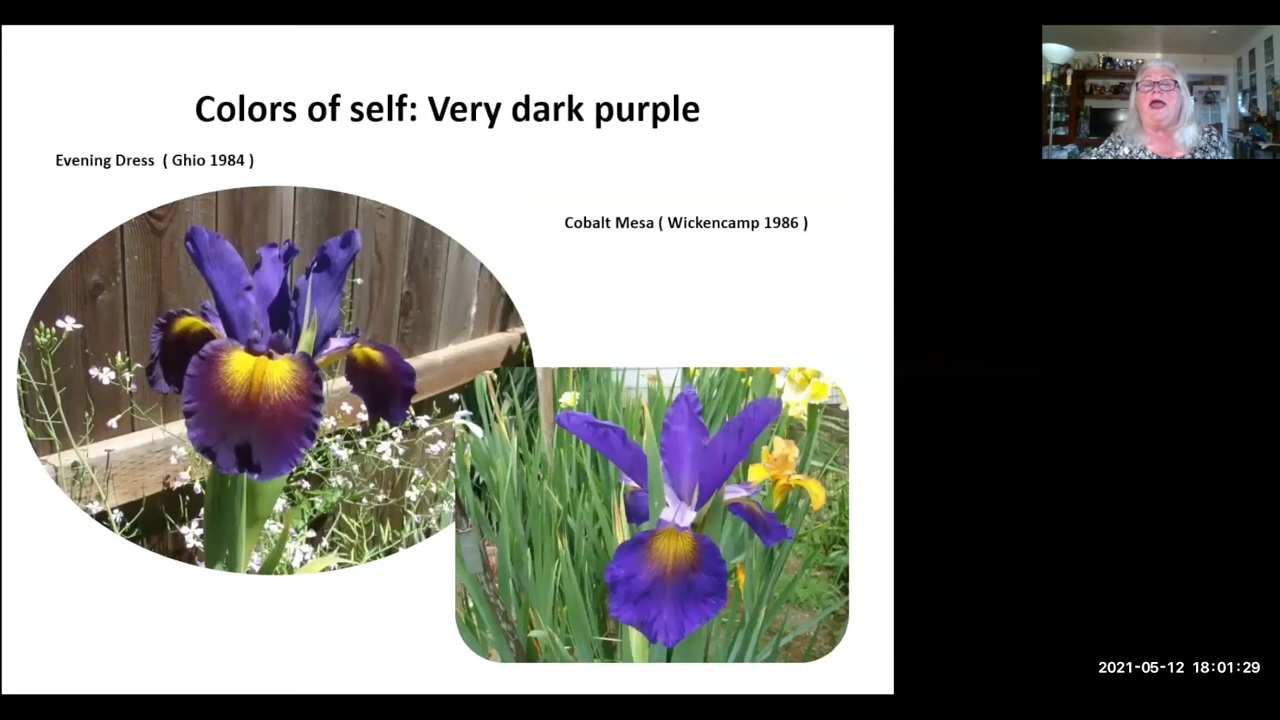 Colors of self: Very dark purple
Evening Dress  ( Ghio 1984 )
Cobalt Mesa ( Wickencamp 1986 )
2021-05-12  18:01:29